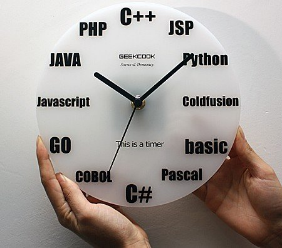 C++
PHP
JSP
GEEKCOOK
JAVA
Python
Javascript
Coldfusion
GO
This is a timer
basic
COBOL
Pascal
C#